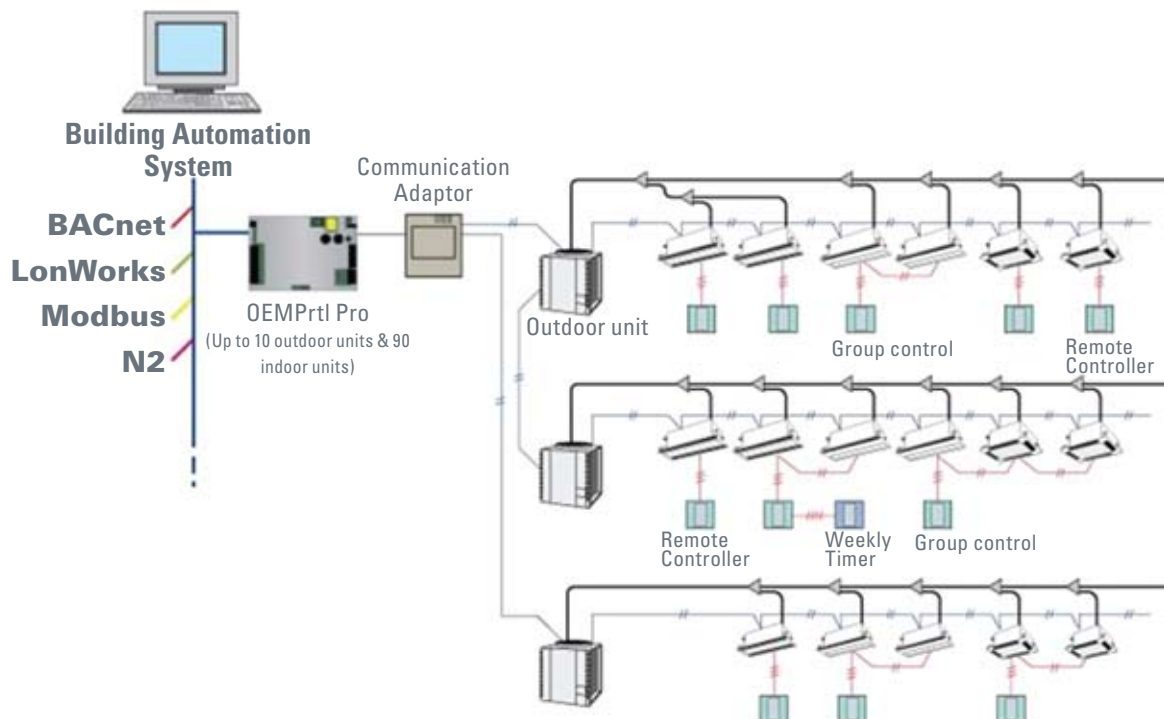 Building Automation
System
BACnet
LonWorks
Modbus
N2
OEMPrtl Pro
(Up to 10 outdoor units & 90
indoor units)
Communication
Adaptor
Outdoor unit
Group control
Remote
Controller
Remote
Controller
Weekly
Timer
Group control